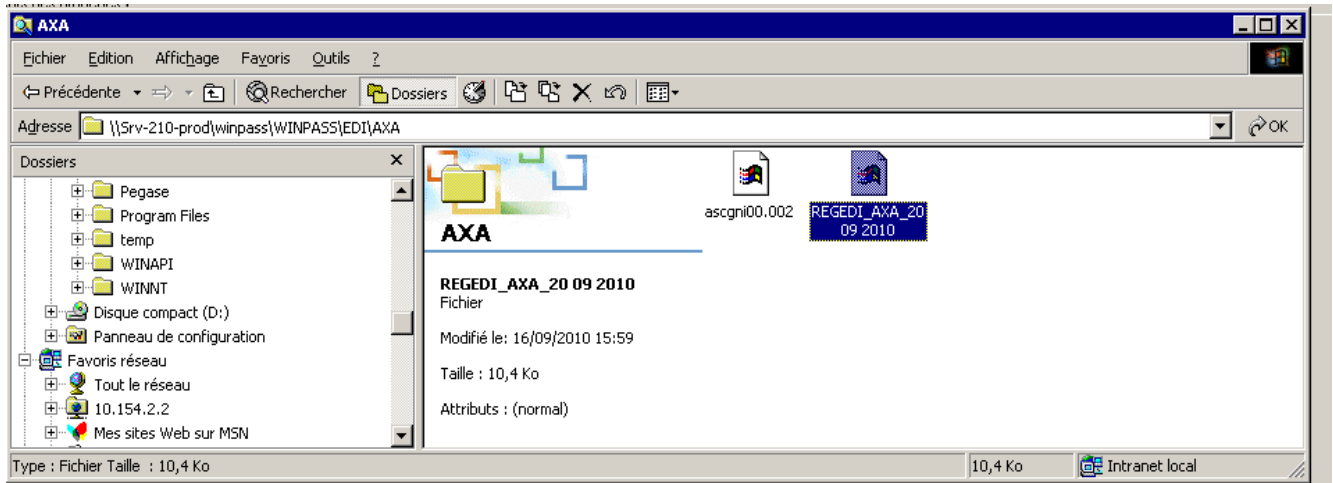 AXA
Fichier Edition Affichage Favoris Outils ?
Précédente Rechercher Dossiers
Adresse \\Srv-210-prod\winpass\WINPASS\EDI\AXA OK
Dossiers
Pegase
Program Files
temp
WINAPI
WINNT
Disque compact (D:)
Panneau de configuration
Favoris réseau
Tout le réseau
10.154.2.2
Mes sites Web sur MSN
AXA
REGEDI_AXA_20 09 2010
Fichier
Modifié le: 16/09/2010 15:59
Taille : 10,4 Ko
Attributs : (normal)
ascgni00.002
REGEDI_AXA_20
09 2010
Type : Fichier Taille : 10,4 Ko 10,4 Ko Intranet local